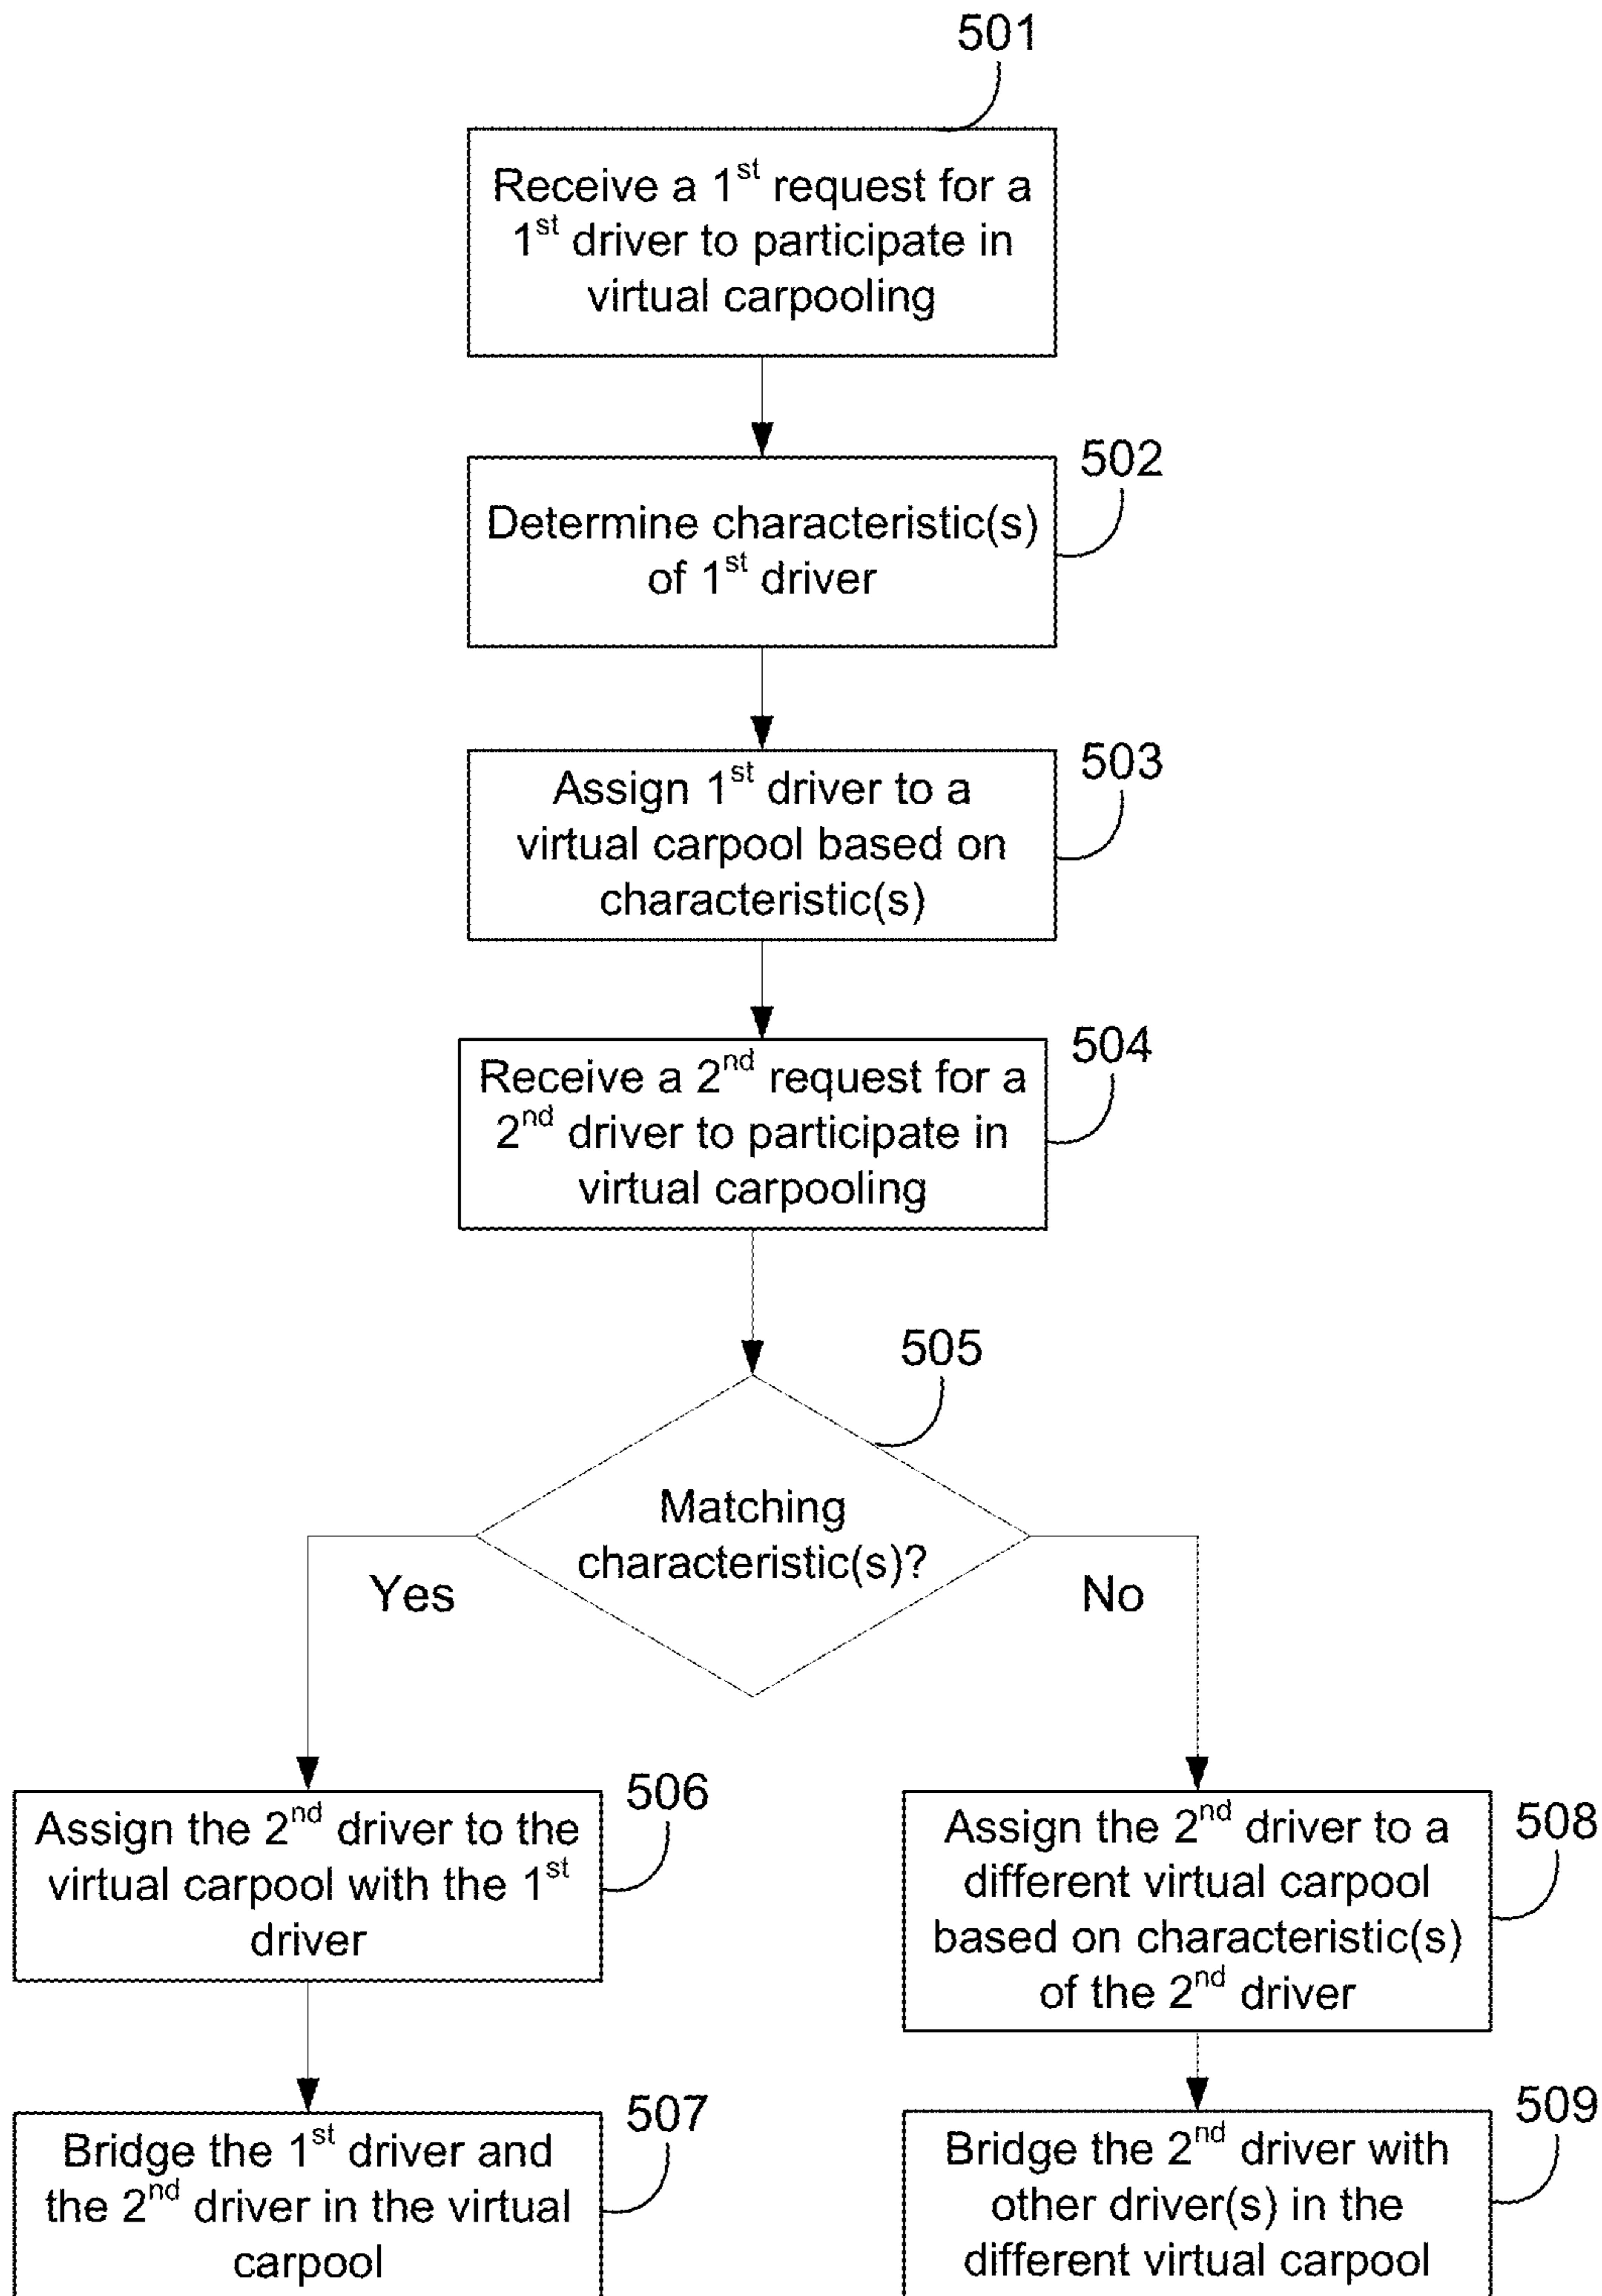 501
Receive a 1st request for a
1st driver to participate in
virtual carpooling
502
Determine characteristic(s)
of 1st driver
503
Assign 1st driver to a
virtual carpool based on
characteristic(s)
504
Receive a 2nd request for a
2nd driver to participate in
virtual carpooling
505
Matching
characteristic(s)?
Yes
No
506
Assign the 2nd driver to the
virtual carpool with the 1st
driver
508
Assign the 2nd driver to a
different virtual carpool
based on characteristic(s)
of the 2nd driver
507
Bridge the 1st driver and
the 2nd driver in the virtual
carpool
509
Bridge the 2nd driver with
other driver(s) in the
different virtual carpool